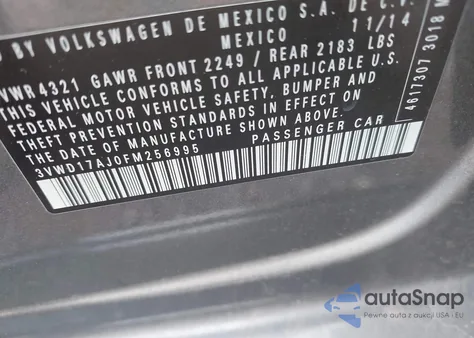 BY VOLKSWAGEN DE MEXICO S.A. DE C.V.
MEXICO 11/14
4321 GAWR FRONT 2249 / REAR 2183 LBS
THIS VEHICLE CONFORMS TO ALL APPLICABLE U.S.
FEDERAL MOTOR VEHICLE SAFETY, BUMPER AND
THEFT PREVENTION STANDARDS IN EFFECT ON
THE DATE OF MANUFACTURE SHOWN ABOVE.
3VWD17AJ0FM256995 PASSENGER CAR
4617307 3018
autoSnap
Pewne auta z aukcji USA i EU